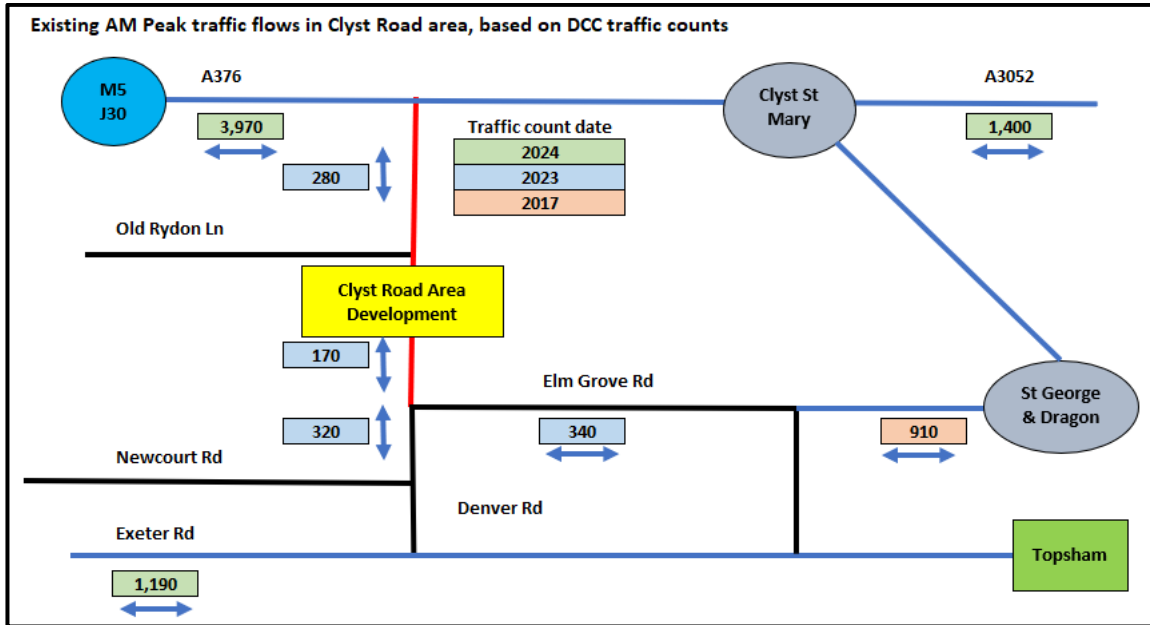 Existing AM Peak traffic flows in Clyst Road area, based on DCC traffic counts
M5
J30
A376
Clyst St
Mary
A3052
3,970
Traffic count date
1,400
2024
280
2023
2017
Old Rydon Ln
Clyst Road Area
Development
170
Elm Grove Rd
St George
& Dragon
320
340
910
Newcourt Rd
Denver Rd
Exeter Rd
Topsham
1,190